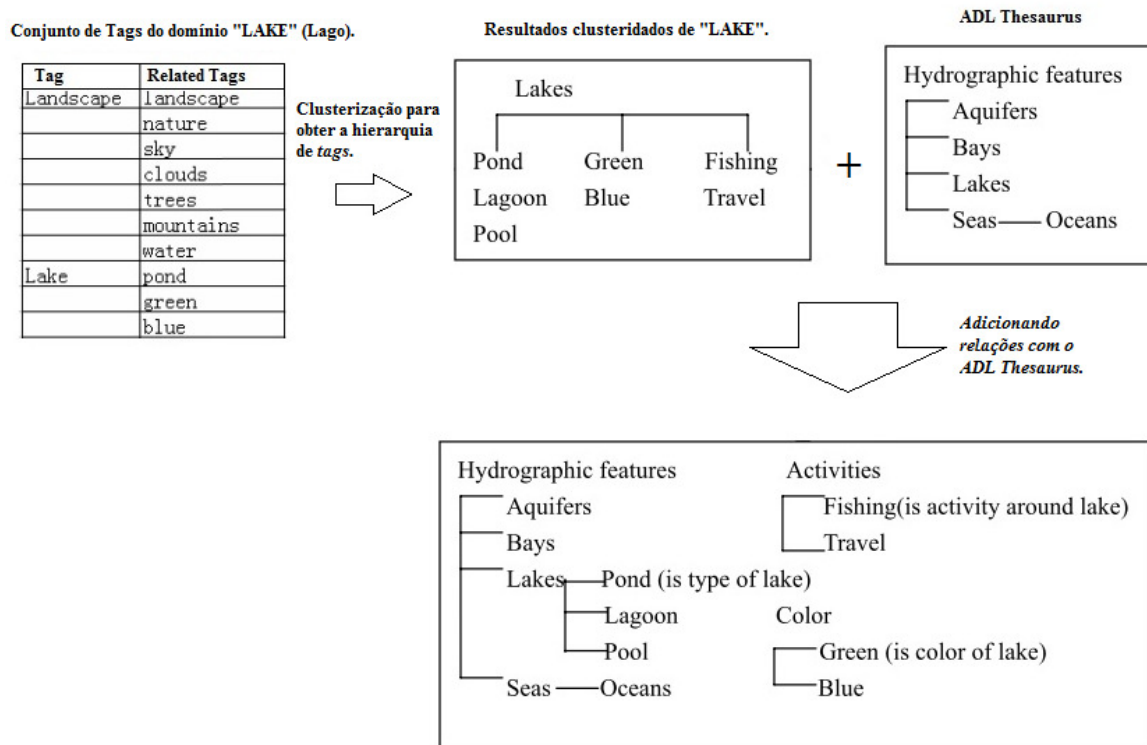 Conjunto de Tags do domínio "LAKE" (Lago).
Tag Related Tags
Landscape landscape
nature
sky
clouds
trees
mountains
water
Lake pond
green
blue
Clusterização para
obter a hierarquia
de tags.
Resultados clusteridados de "LAKE".
Lakes
Pond Green Fishing
Lagoon Blue Travel
Pool
+
ADL Thesaurus
Hydrographic features
Aquifers
Bays
Lakes
Seas Oceans
Adicionando
relações com o
ADL Thesaurus.
Hydrographic features
Aquifers
Bays
Lakes Pond (is type of lake)
Lagoon
Pool
Seas Oceans
Activities
Fishing(is activity around lake)
Travel
Color
Green (is color of lake)
Blue